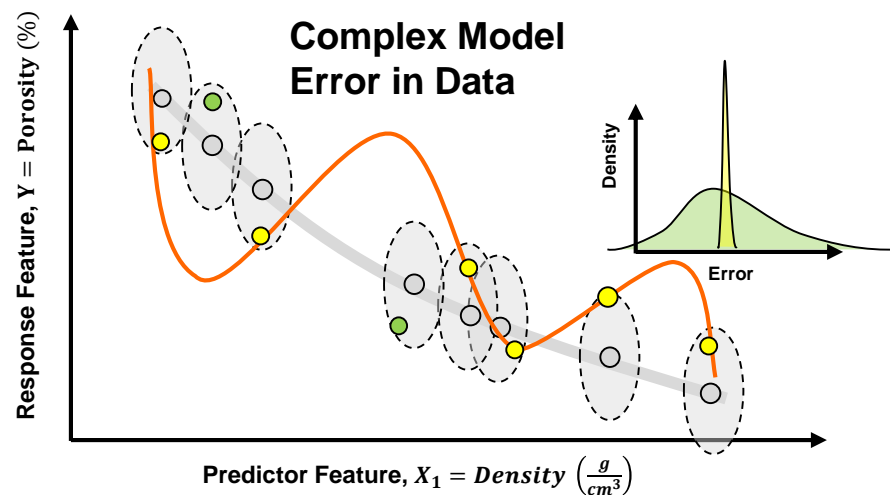 Complex Model
Error in Data
Response Feature, Y = Porosity (%)
Density
Error
Predictor Feature, X₁ = Density (g/cm³)